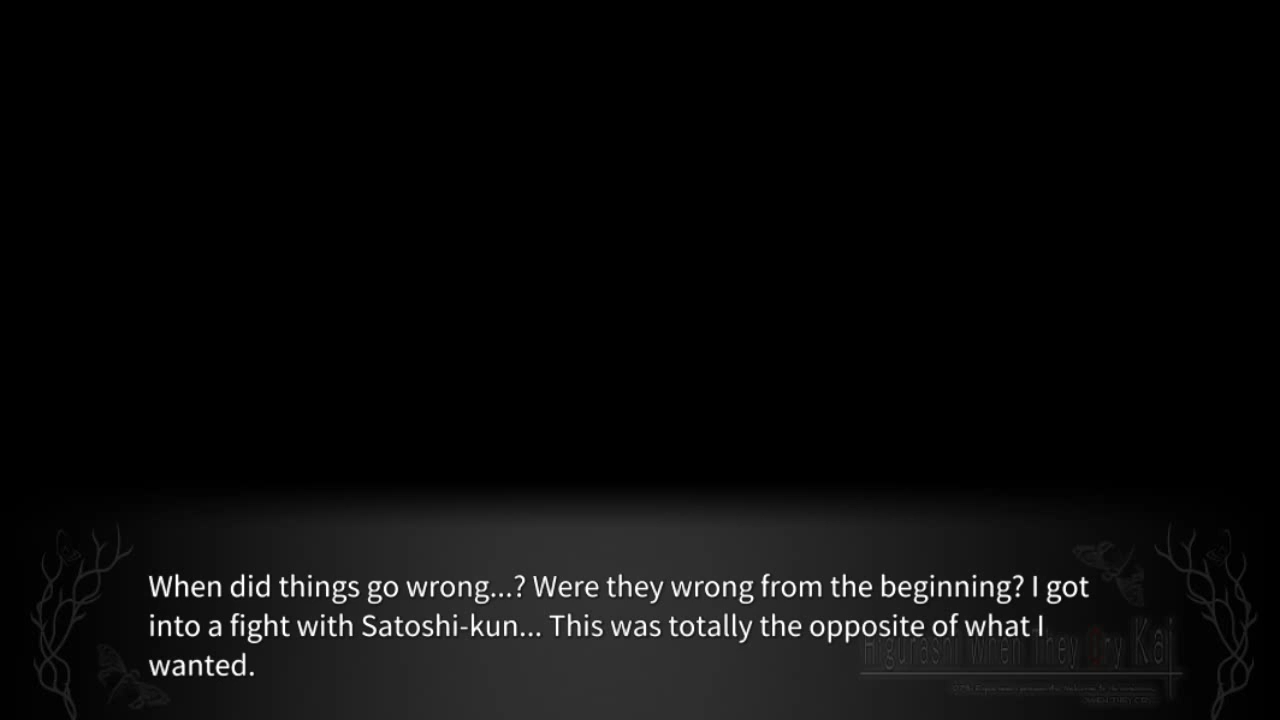 When did things go wrong...? Were they wrong from the beginning? I got
into a fight with Satoshi-kun... This was totally the opposite of what I
wanted.
Higurashi When They Cry Kai